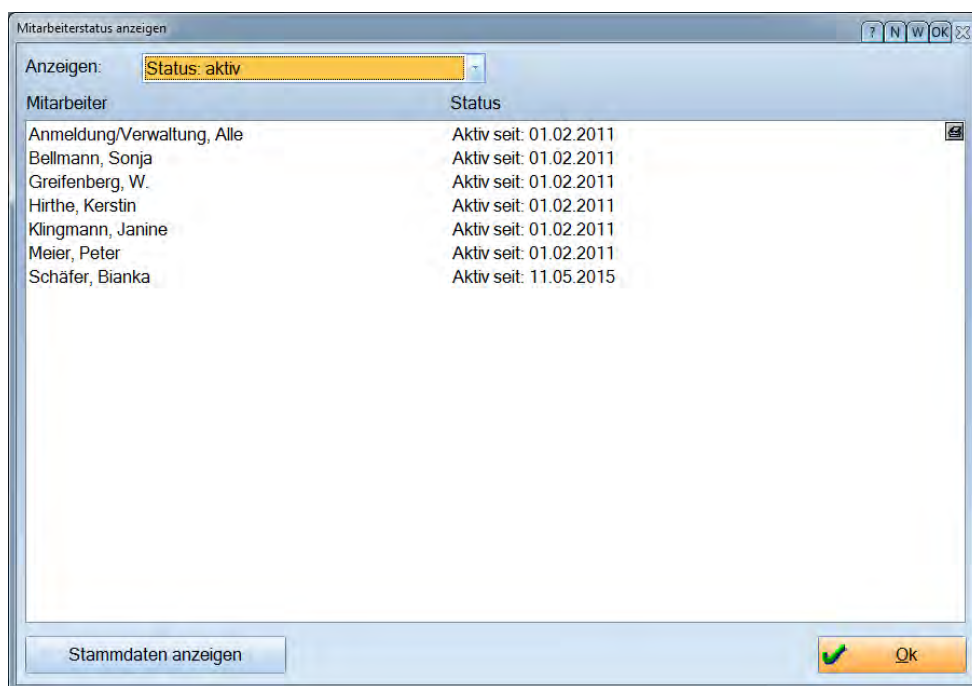 Mitarbeiterstatus anzeigen ? N W OK
Anzeigen: Status: aktiv
Mitarbeiter Status
Anmeldung/Verwaltung, Alle Aktiv seit: 01.02.2011
Bellmann, Sonja Aktiv seit: 01.02.2011
Greifenberg, W. Aktiv seit: 01.02.2011
Hirthe, Kerstin Aktiv seit: 01.02.2011
Klingmann, Janine Aktiv seit: 01.02.2011
Meier, Peter Aktiv seit: 01.02.2011
Schäfer, Bianka Aktiv seit: 11.05.2015
Stammdaten anzeigen Ok